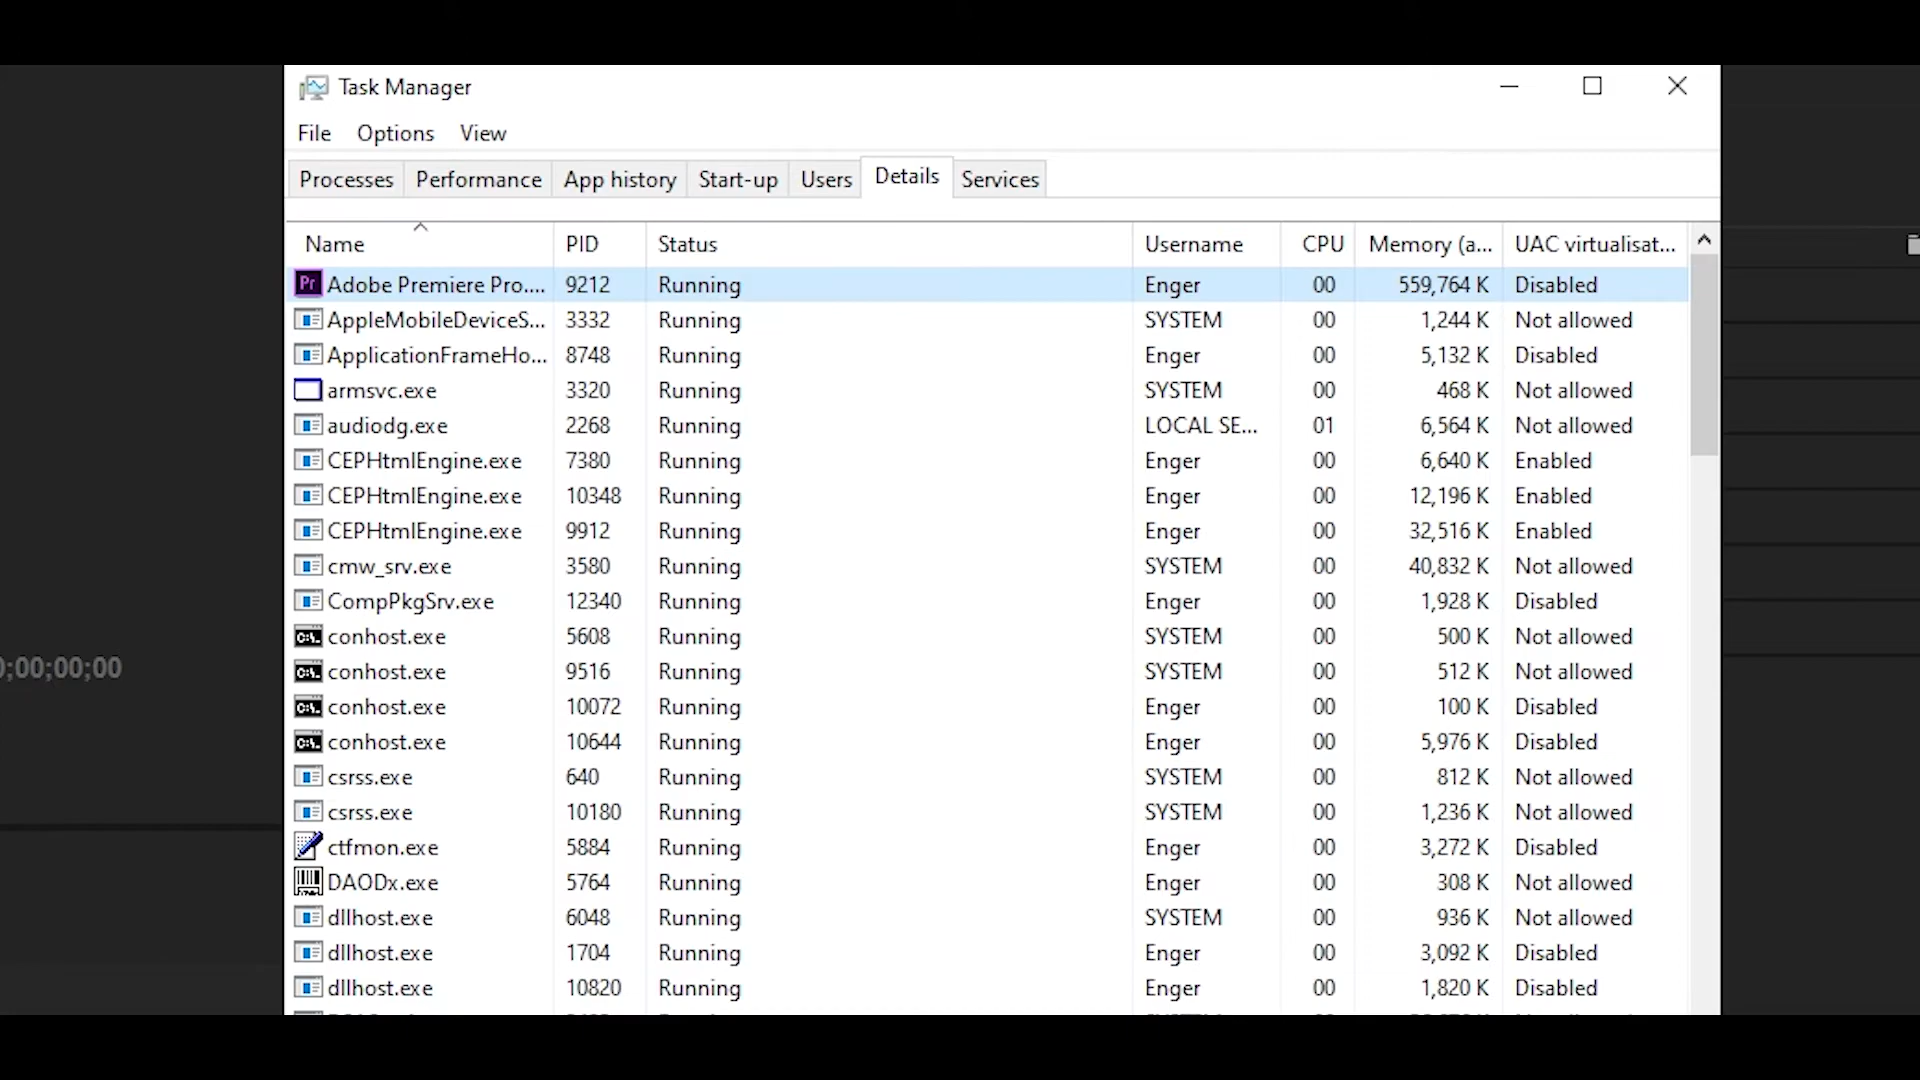 Task Manager
File Options View
Processes Performance App history Start-up Users Details Services
Name PID Status Username CPU Memory (a... UAC virtualisat...
Pr Adobe Premiere Pro.... 9212 Running Enger 00 559,764 K Disabled
AppleMobileDeviceS... 3332 Running SYSTEM 00 1,244 K Not allowed
ApplicationFrameHo... 8748 Running Enger 00 5,132 K Disabled
armsvc.exe 3320 Running SYSTEM 00 468 K Not allowed
audiodg.exe 2268 Running LOCAL SE... 01 6,564 K Not allowed
CEPHtmlEngine.exe 7380 Running Enger 00 6,640 K Enabled
CEPHtmlEngine.exe 10348 Running Enger 00 12,196 K Enabled
CEPHtmlEngine.exe 9912 Running Enger 00 32,516 K Enabled
cmw_srv.exe 3580 Running SYSTEM 00 40,832 K Not allowed
CompPkgSrv.exe 12340 Running Enger 00 1,928 K Disabled
conhost.exe 5608 Running SYSTEM 00 500 K Not allowed
;00;00;00
conhost.exe 9516 Running SYSTEM 00 512 K Not allowed
conhost.exe 10072 Running Enger 00 100 K Disabled
conhost.exe 10644 Running Enger 00 5,976 K Disabled
csrss.exe 640 Running SYSTEM 00 812 K Not allowed
csrss.exe 10180 Running SYSTEM 00 1,236 K Not allowed
ctfmon.exe 5884 Running Enger 00 3,272 K Disabled
DAODx.exe 5764 Running Enger 00 308 K Not allowed
dllhost.exe 6048 Running SYSTEM 00 936 K Not allowed
dllhost.exe 1704 Running Enger 00 3,092 K Disabled
dllhost.exe 10820 Running Enger 00 1,820 K Disabled